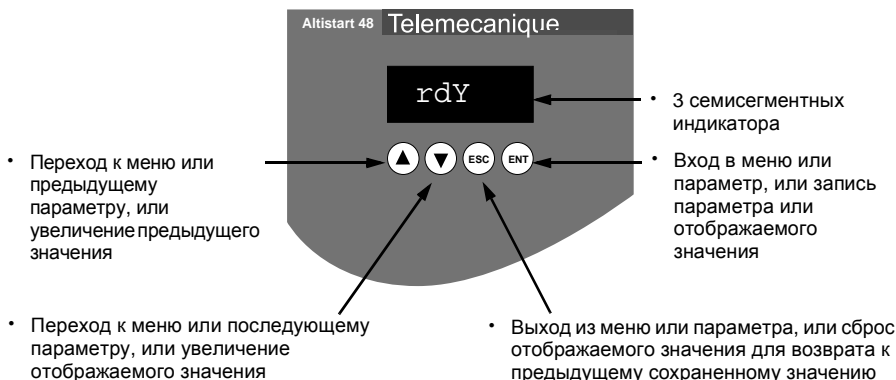 Altistart 48 Telemecanique
rdY
ESC ENT
• 3 семисегментных
индикатора
• Переход к меню или
предыдущему
параметру, или
увеличение предыдущего
значения
• Вход в меню или
параметр, или запись
параметра или
отображаемого
значения
• Переход к меню или последующему
параметру, или увеличение
отображаемого значения
• Выход из меню или параметра, или сброс
отображаемого значения для возврата к
предыдущему сохраненному значению